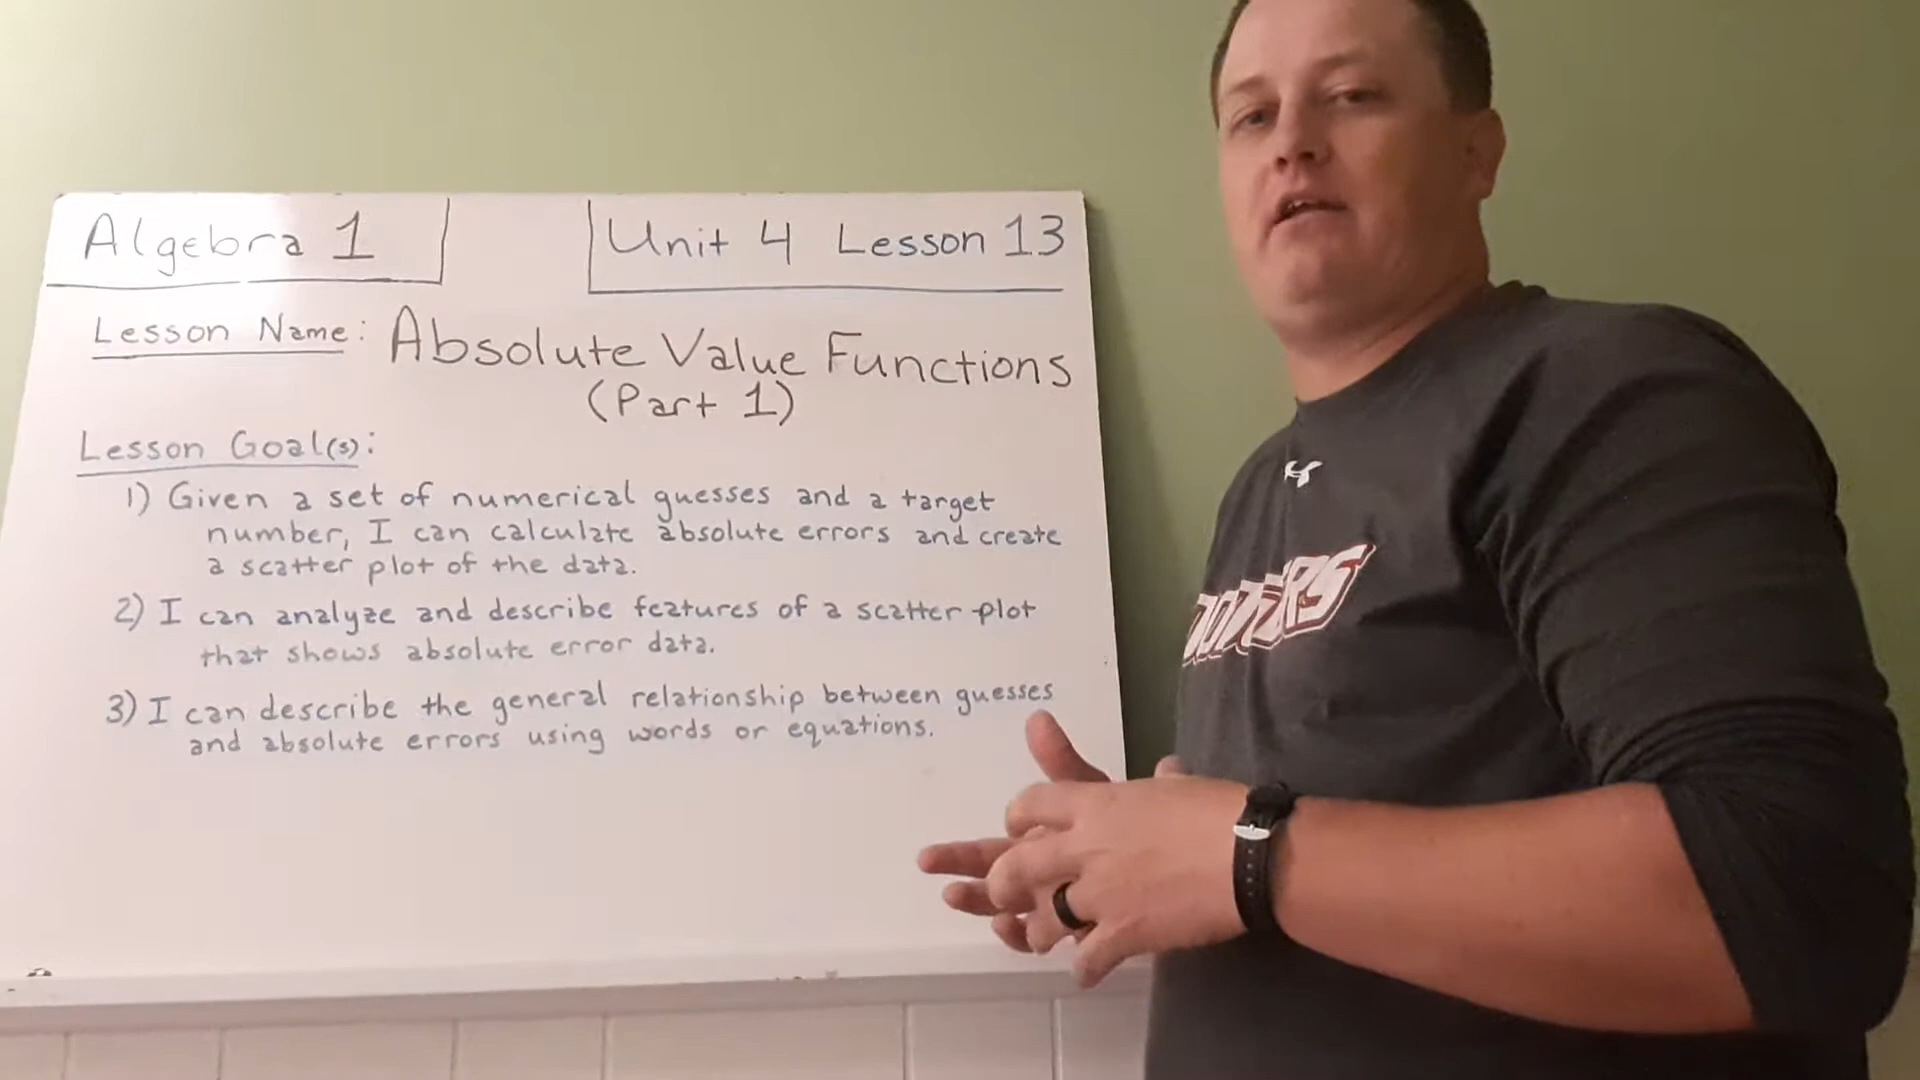 Algebra 1
Unit 4 Lesson 13
Lesson Name: Absolute Value Functions
(Part 1)
Lesson Goal(s):
1) Given a set of numerical guesses and a target
number, I can calculate absolute errors and create
a scatter plot of the data.
2) I can analyze and describe features of a scatter plot
that shows absolute error data.
3) I can describe the general relationship between guesses
and absolute errors using words or equations.